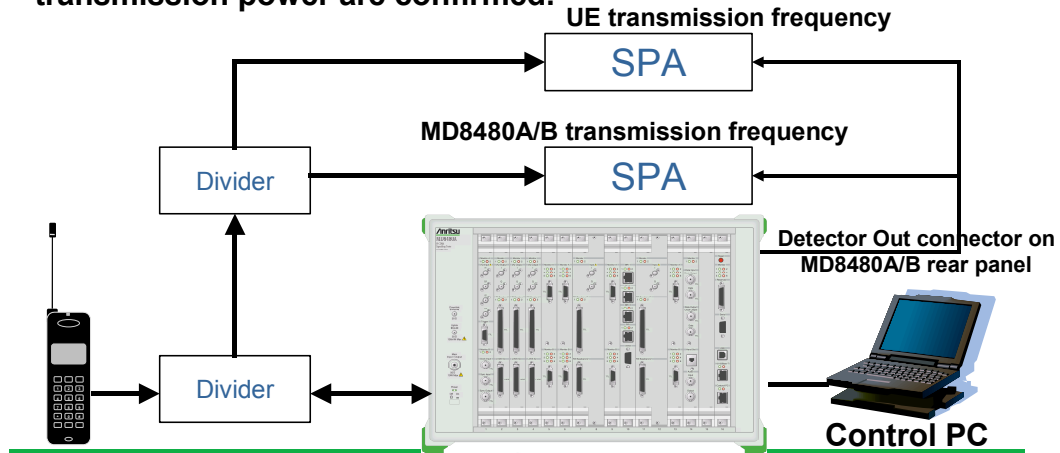 transmission power are confirmed.
UE transmission frequency
SPA
MD8480A/B transmission frequency
SPA
Divider
Anritsu
Detector Out connector on
MD8480A/B rear panel
Divider
Control PC